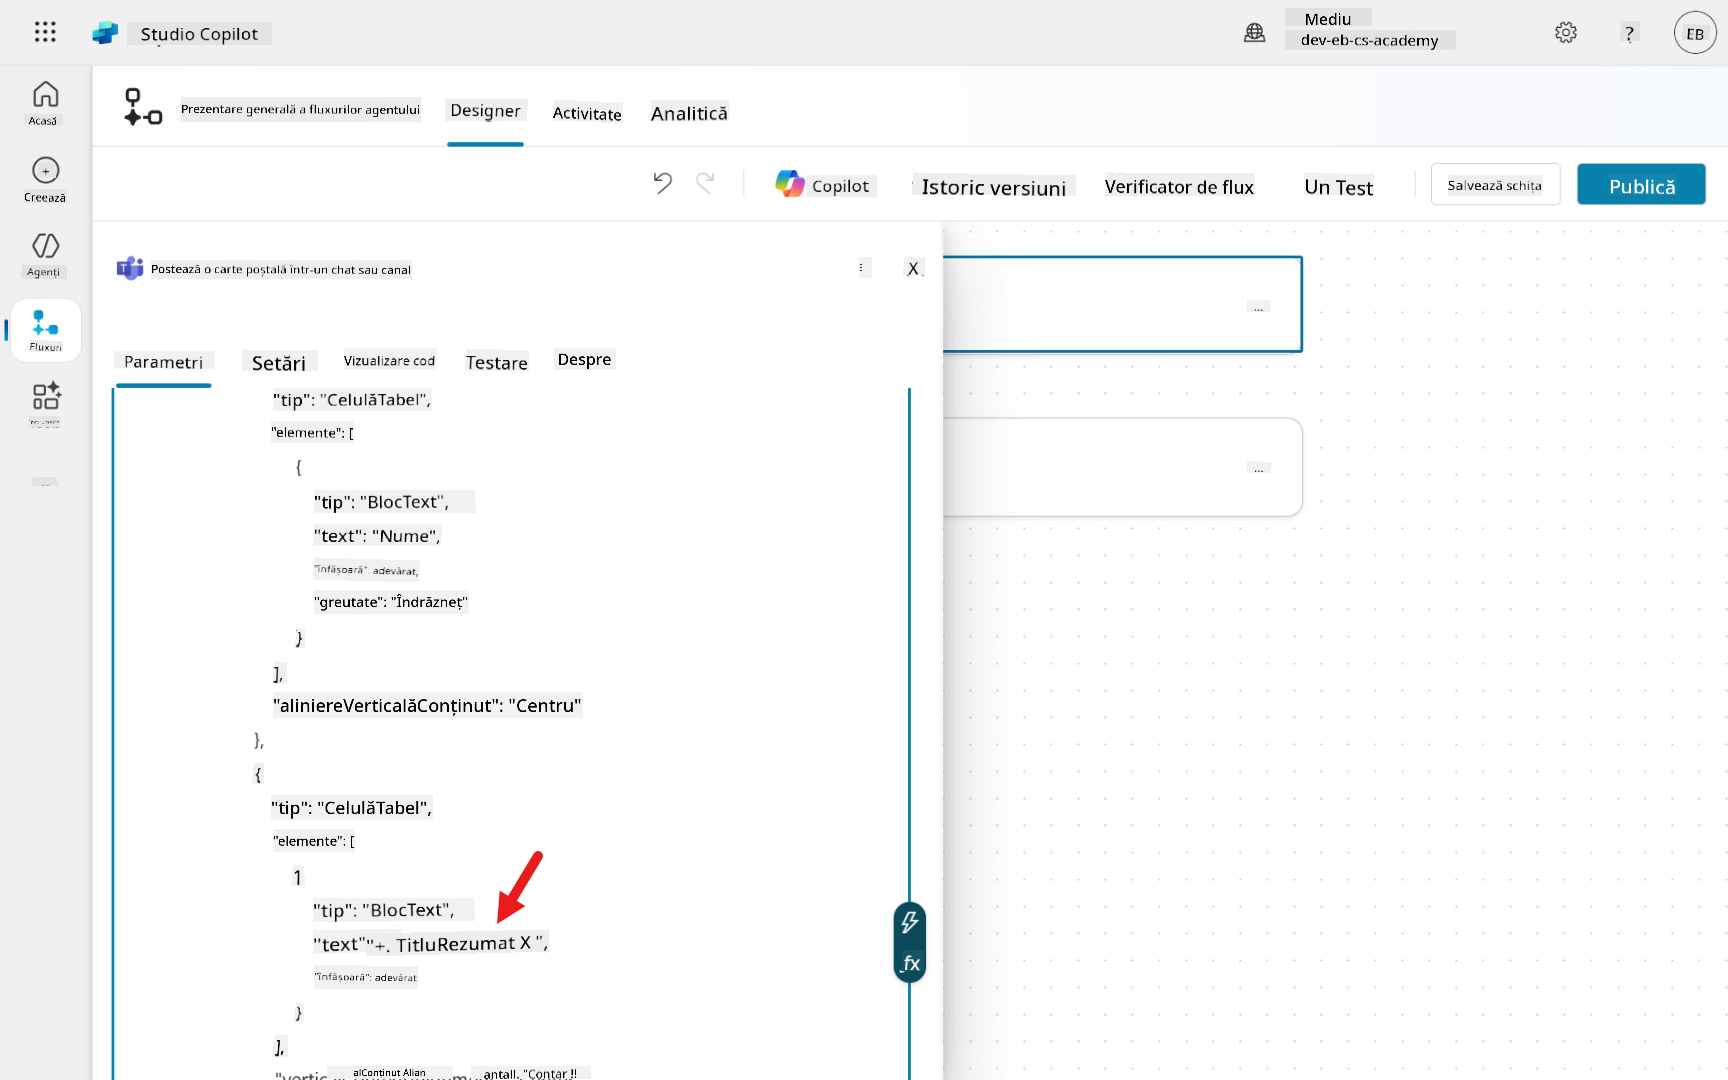 Studio Copilot
Mediu
dev-eb-cs-academy
?
EB
Acasă
Creează
Agenți
Fluxuri
Prezentare generală a fluxurilor agentului
Designer
Activitate
Analitică
Copilot
Istoric versiuni
Verificator de flux
Un Test
Salvează schița
Publică
Postează o carte poștală într-un chat sau canal
X
Parametri
Setări
Vizualizare cod
Testare
Despre
"tip": "CelulăTabel",
"elemente": [
{
"tip": "BlocText",
"text": "Nume",
"înfășoară": adevărat,
"greutate": "Îndrăzneț"
}
],
"aliniereVerticalăConținut": "Centru"
},
{
"tip": "CelulăTabel",
"elemente": [
1
"tip": "BlocText",
"text""+. TitluRezumat X ",
"înfășoară": adevărat
}
],
"vertic alConținut Alian antall. "Contar !!
fx
...
...